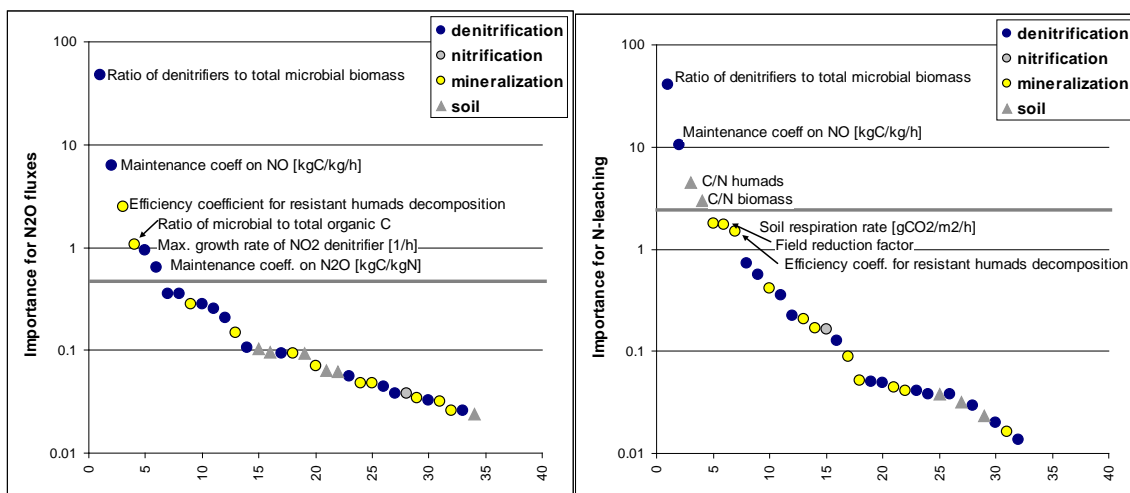 denitrification
nitrification
mineralization
soil
100
10
1
0.1
0.01
Importance for N2O fluxes
Ratio of denitrifiers to total microbial biomass
Maintenance coeff on NO [kgC/kg/h]
Efficiency coefficient for resistant humads decomposition
Ratio of microbial to total organic C
Max. growth rate of NO2 denitrifier [1/h]
Maintenance coeff. on N2O [kgC/kgN]
0 5 10 15 20 25 30 35 40
denitrification
nitrification
mineralization
soil
100
10
1
0.1
0.01
Importance for N-leaching
Ratio of denitrifiers to total microbial biomass
Maintenance coeff on NO [kgC/kg/h]
C/N humads
C/N biomass
Soil respiration rate [gCO2/m2/h]
Field reduction factor
Efficiency coeff. for resistant humads decomposition
0 5 10 15 20 25 30 35 40